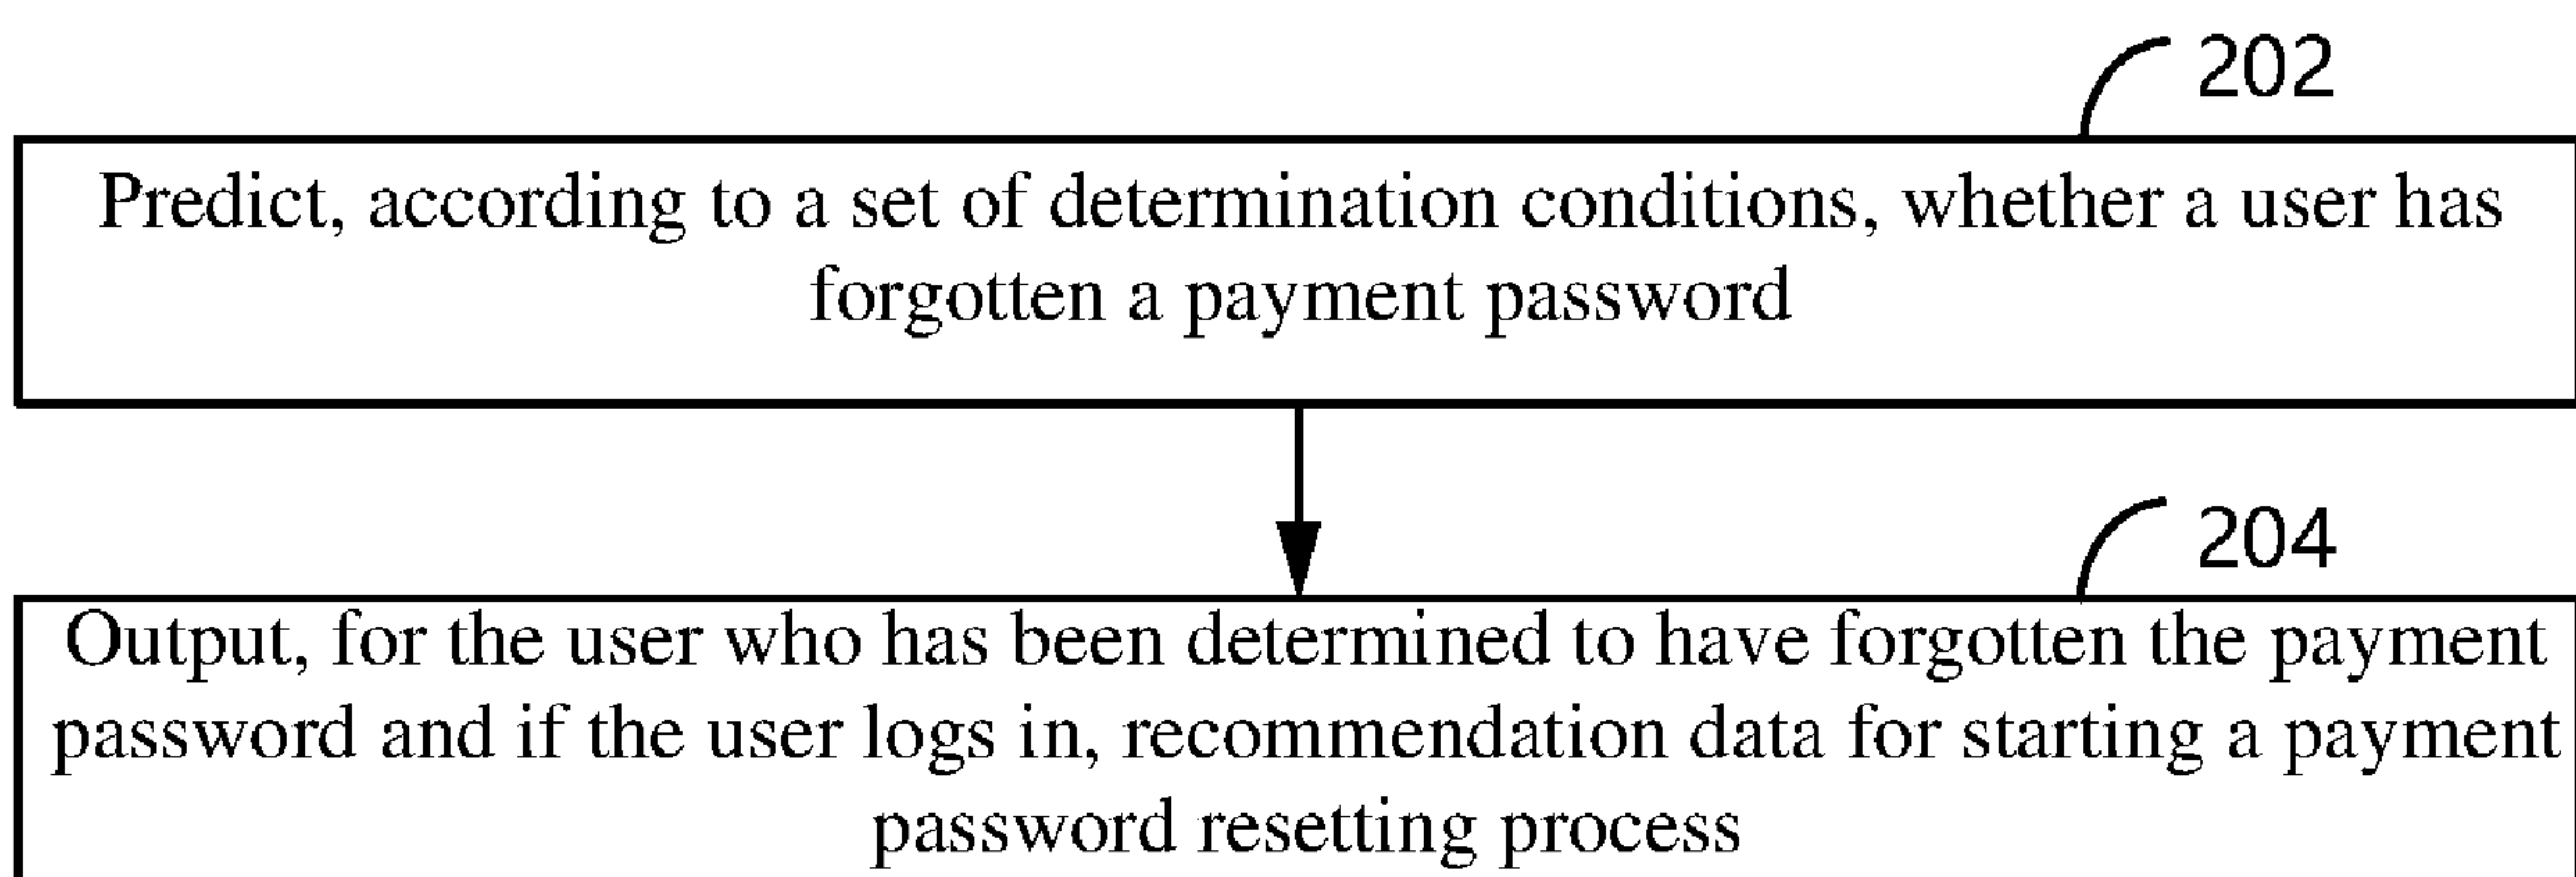 202
Predict, according to a set of determination conditions, whether a user has
forgotten a payment password
204
Output, for the user who has been determined to have forgotten the payment
password and if the user logs in, recommendation data for starting a payment
password resetting process